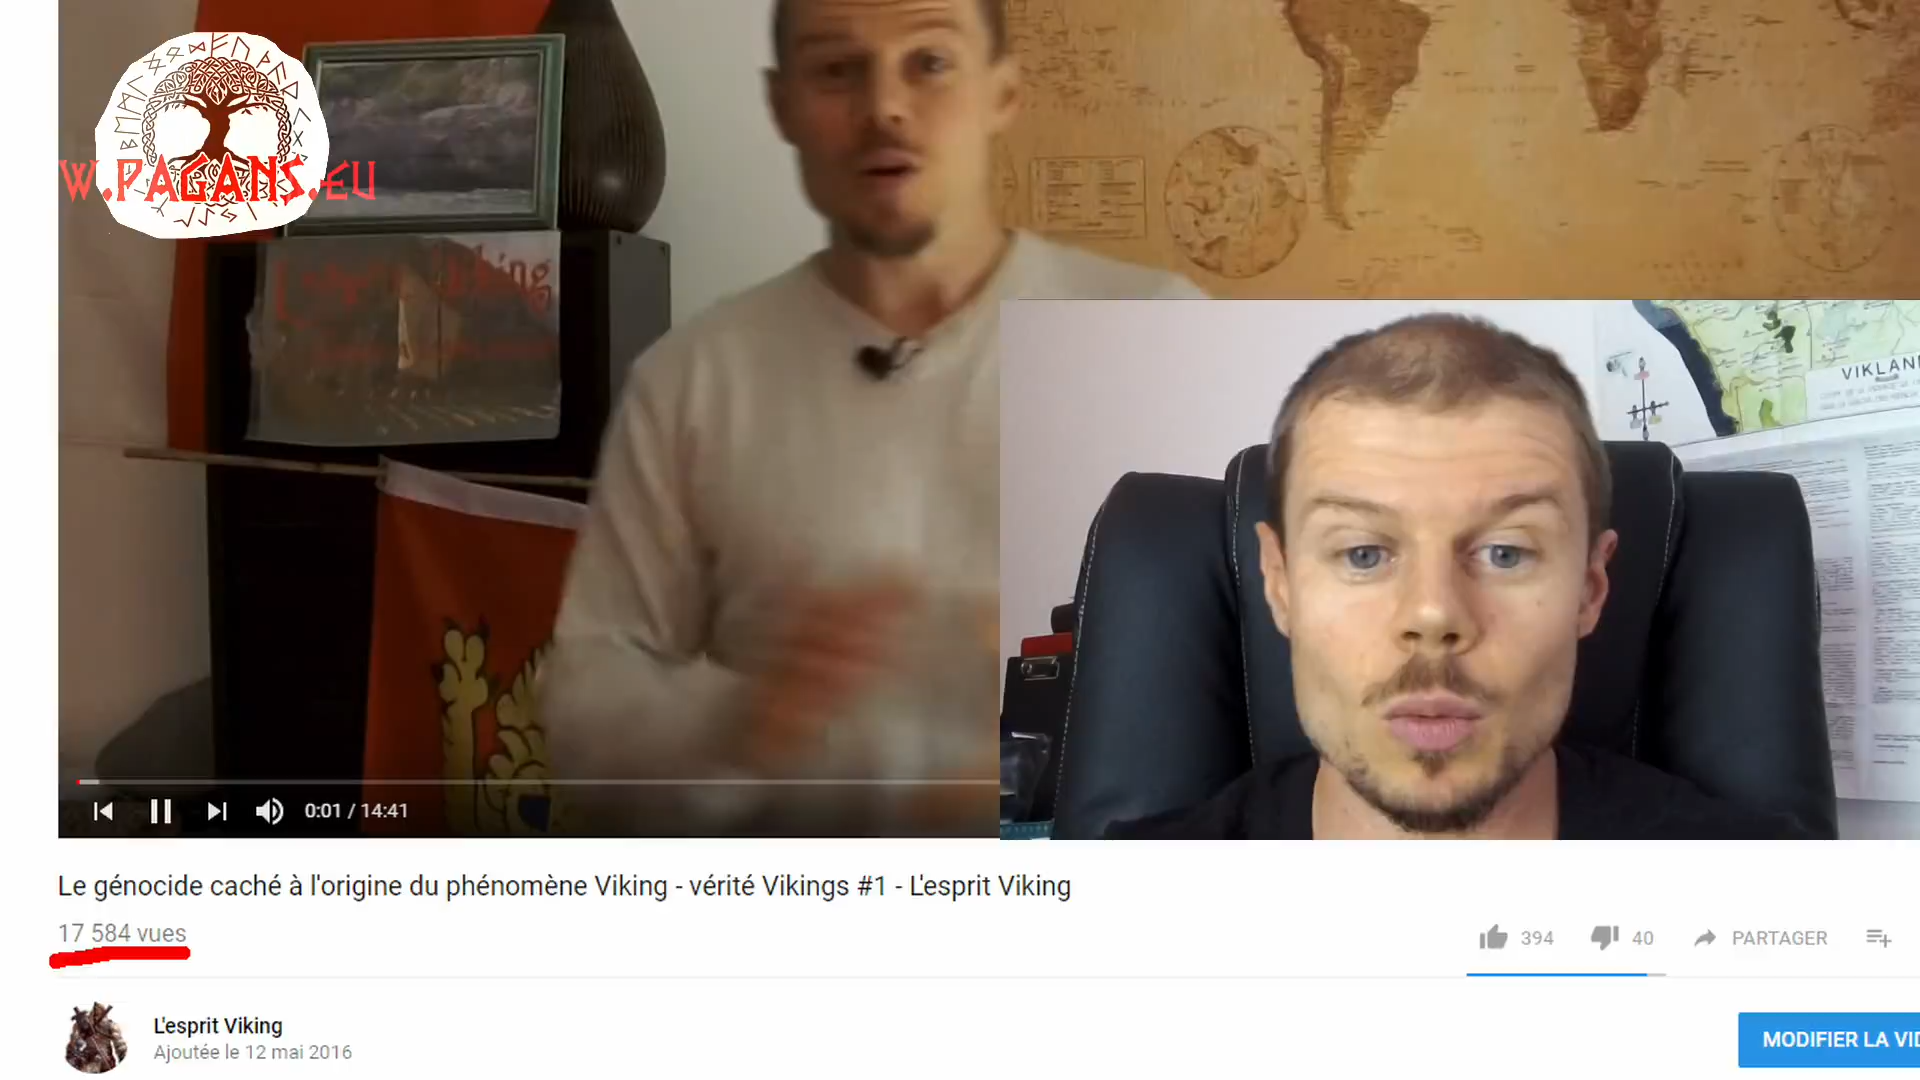 W.PAGANS.EU
VIKLAN
0:01 / 14:41
Le génocide caché à l'origine du phénomène Viking - vérité Vikings #1 - L'esprit Viking
17 584 vues
394
40
PARTAGER
L'esprit Viking
Ajoutée le 12 mai 2016
MODIFIER LA VID